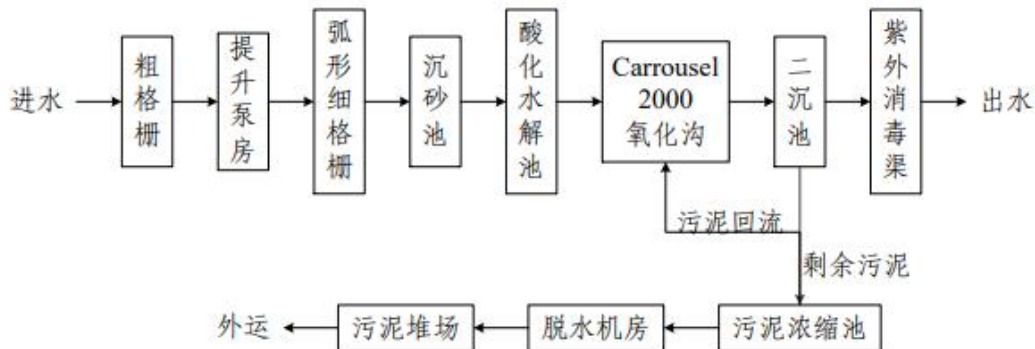 进水
粗格栅
提升泵房
弧形细格栅
沉砂池
酸化水解池
Carrousel
2000
氧化沟
二沉池
紫外消毒渠
出水
污泥回流
剩余污泥
外运
污泥堆场
脱水机房
污泥浓缩池